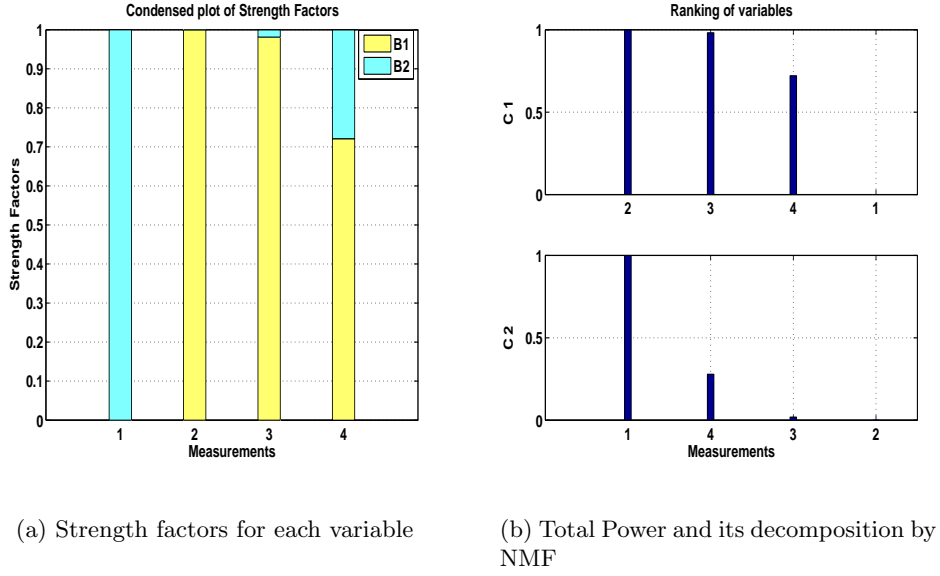 Condensed plot of Strength Factors
1
0.9
0.8
0.7
0.6
0.5
0.4
0.3
0.2
0.1
0
Strength Factors
B1
B2
1 2 3 4
Measurements
Ranking of variables
1
0.5
0
C 1
2 3 4 1
1
0.5
0
C 2
1 4 3 2
Measurements
(a) Strength factors for each variable
(b) Total Power and its decomposition by
NMF